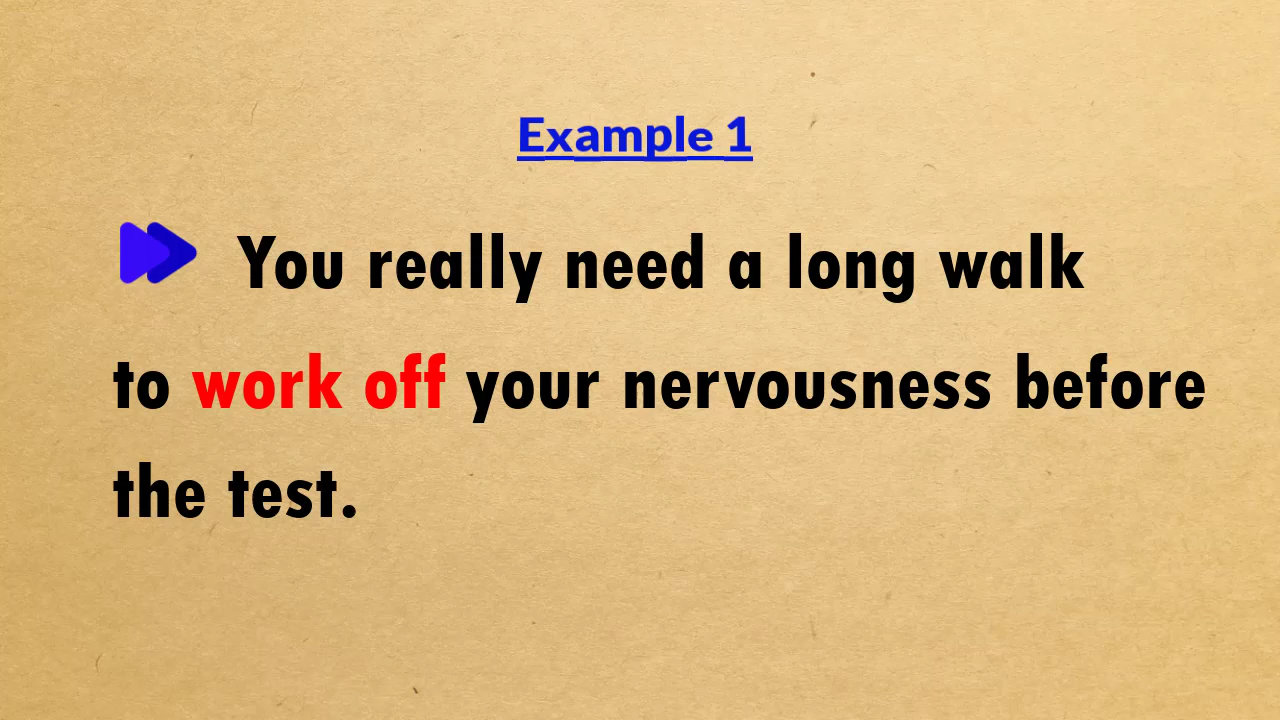 Example 1
You really need a long walk
to work off your nervousness before
the test.